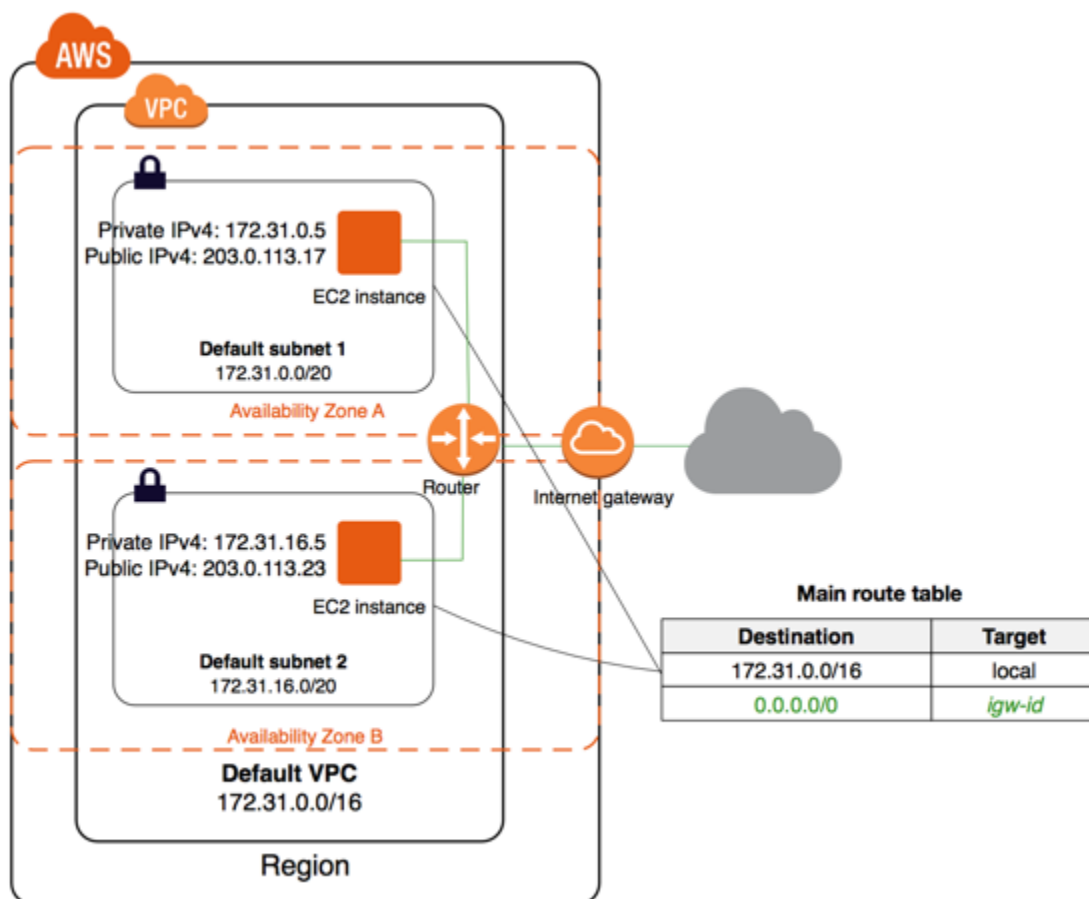 AWS
VPC
Private IPv4: 172.31.0.5
Public IPv4: 203.0.113.17
EC2 instance
Default subnet 1
172.31.0.0/20
Availability Zone A
Router
Internet gateway
Private IPv4: 172.31.16.5
Public IPv4: 203.0.113.23
EC2 instance
Default subnet 2
172.31.16.0/20
Availability Zone B
Default VPC
172.31.0.0/16
Region
Main route table
Destination Target
172.31.0.0/16 local
0.0.0.0/0 igw-id